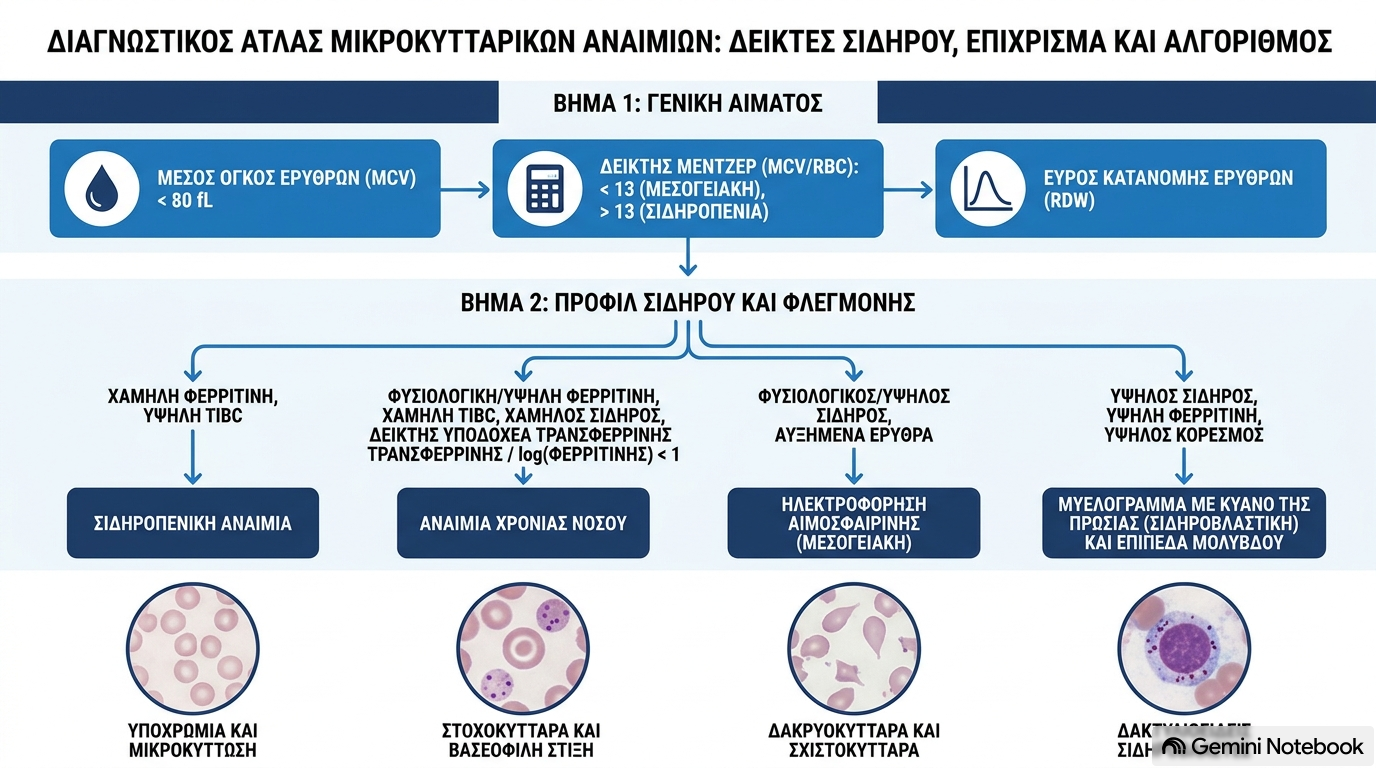 ΔΙΑΓΝΩΣΤΙΚΟΣ ΑΤΛΑΣ ΜΙΚΡΟΚΥΤΤΑΡΙΚΩΝ ΑΝΑΙΜΙΩΝ: ΔΕΙΚΤΕΣ ΣΙΔΗΡΟΥ, ΕΠΙΧΡΙΣΜΑ ΚΑΙ ΑΛΓΟΡΙΘΜΟΣ
ΒΗΜΑ 1: ΓΕΝΙΚΗ ΑΙΜΑΤΟΣ
ΜΕΣΟΣ ΟΓΚΟΣ ΕΡΥΘΡΩΝ (MCV)
< 80 fL
ΔΕΙΚΤΗΣ ΜΕΝΤΖΕΡ (MCV/RBC):
< 13 (ΜΕΣΟΓΕΙΑΚΗ),
> 13 (ΣΙΔΗΡΟΠΕΝΙΑ)
ΕΥΡΟΣ ΚΑΤΑΝΟΜΗΣ ΕΡΥΘΡΩΝ
(RDW)
ΒΗΜΑ 2: ΠΡΟΦΙΛ ΣΙΔΗΡΟΥ ΚΑΙ ΦΛΕΓΜΟΝΗΣ
ΧΑΜΗΛΗ ΦΕΡΡΙΤΙΝΗ,
ΥΨΗΛΗ TIBC
ΣΙΔΗΡΟΠΕΝΙΚΗ ΑΝΑΙΜΙΑ
ΦΥΣΙΟΛΟΓΙΚΗ/ΥΨΗΛΗ ΦΕΡΡΙΤΙΝΗ,
ΧΑΜΗΛΗ TIBC, ΧΑΜΗΛΟΣ ΣΙΔΗΡΟΣ,
ΔΕΙΚΤΗΣ ΥΠΟΔΟΧΕΑ ΤΡΑΝΣΦΕΡΡΙΝΗΣ
ΤΡΑΝΣΦΕΡΡΙΝΗΣ / log(ΦΕΡΡΙΤΙΝΗΣ) < 1
ΑΝΑΙΜΙΑ ΧΡΟΝΙΑΣ ΝΟΣΟΥ
ΦΥΣΙΟΛΟΓΙΚΟΣ/ΥΨΗΛΟΣ
ΣΙΔΗΡΟΣ,
ΑΥΞΗΜΕΝΑ ΕΡΥΘΡΑ
ΗΛΕΚΤΡΟΦΟΡΗΣΗ
ΑΙΜΟΣΦΑΙΡΙΝΗΣ
(ΜΕΣΟΓΕΙΑΚΗ)
ΥΨΗΛΟΣ ΣΙΔΗΡΟΣ,
ΥΨΗΛΗ ΦΕΡΡΙΤΙΝΗ,
ΥΨΗΛΟΣ ΚΟΡΕΣΜΟΣ
ΜΥΕΛΟΓΡΑΜΜΑ ΜΕ ΚΥΑΝΟ ΤΗΣ
ΠΡΩΣΙΑΣ (ΣΙΔΗΡΟΒΛΑΣΤΙΚΗ)
ΚΑΙ ΕΠΙΠΕΔΑ ΜΟΛΥΒΔΟΥ
ΥΠΟΧΡΩΜΙΑ ΚΑΙ
ΜΙΚΡΟΚΥΤΤΩΣΗ
ΣΤΟΧΟΚΥΤΤΑΡΑ ΚΑΙ
ΒΑΣΕΟΦΙΛΗ ΣΤΙΞΗ
ΔΑΚΡΥΟΚΥΤΤΑΡΑ ΚΑΙ
ΣΧΙΣΤΟΚΥΤΤΑΡΑ
Gemini Notebook